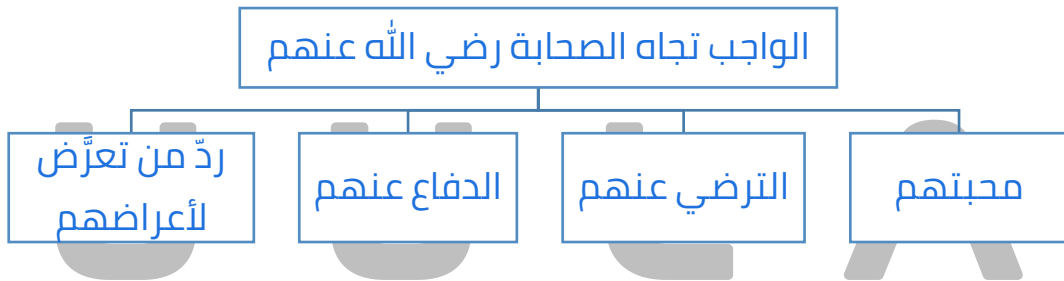 الواجب تجاه الصحابة رضي الله عنهم
محبتهم
الترضي عنهم
الدفاع عنهم
ردّ من تعرَّض
لأعراضهم